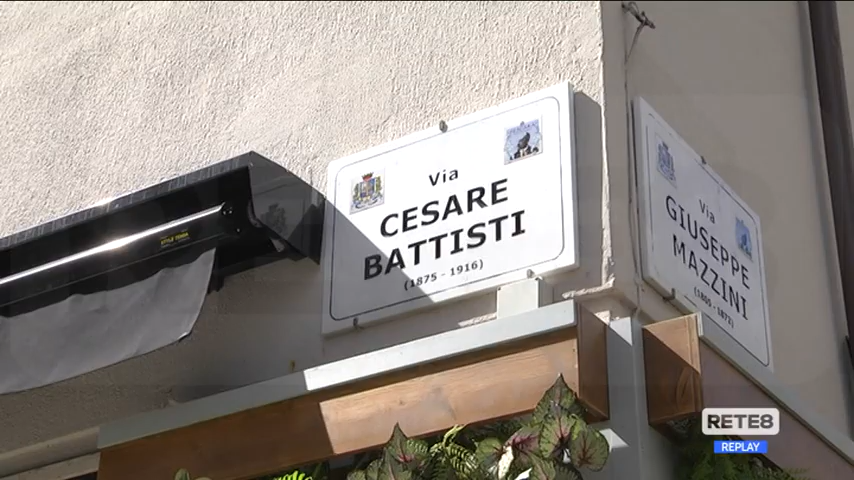 Via
CESARE
BATTISTI
(1875 - 1916)
Via
GIUSEPPE
MAZZINI
(1805 - 1872)
RETE8
REPLAY